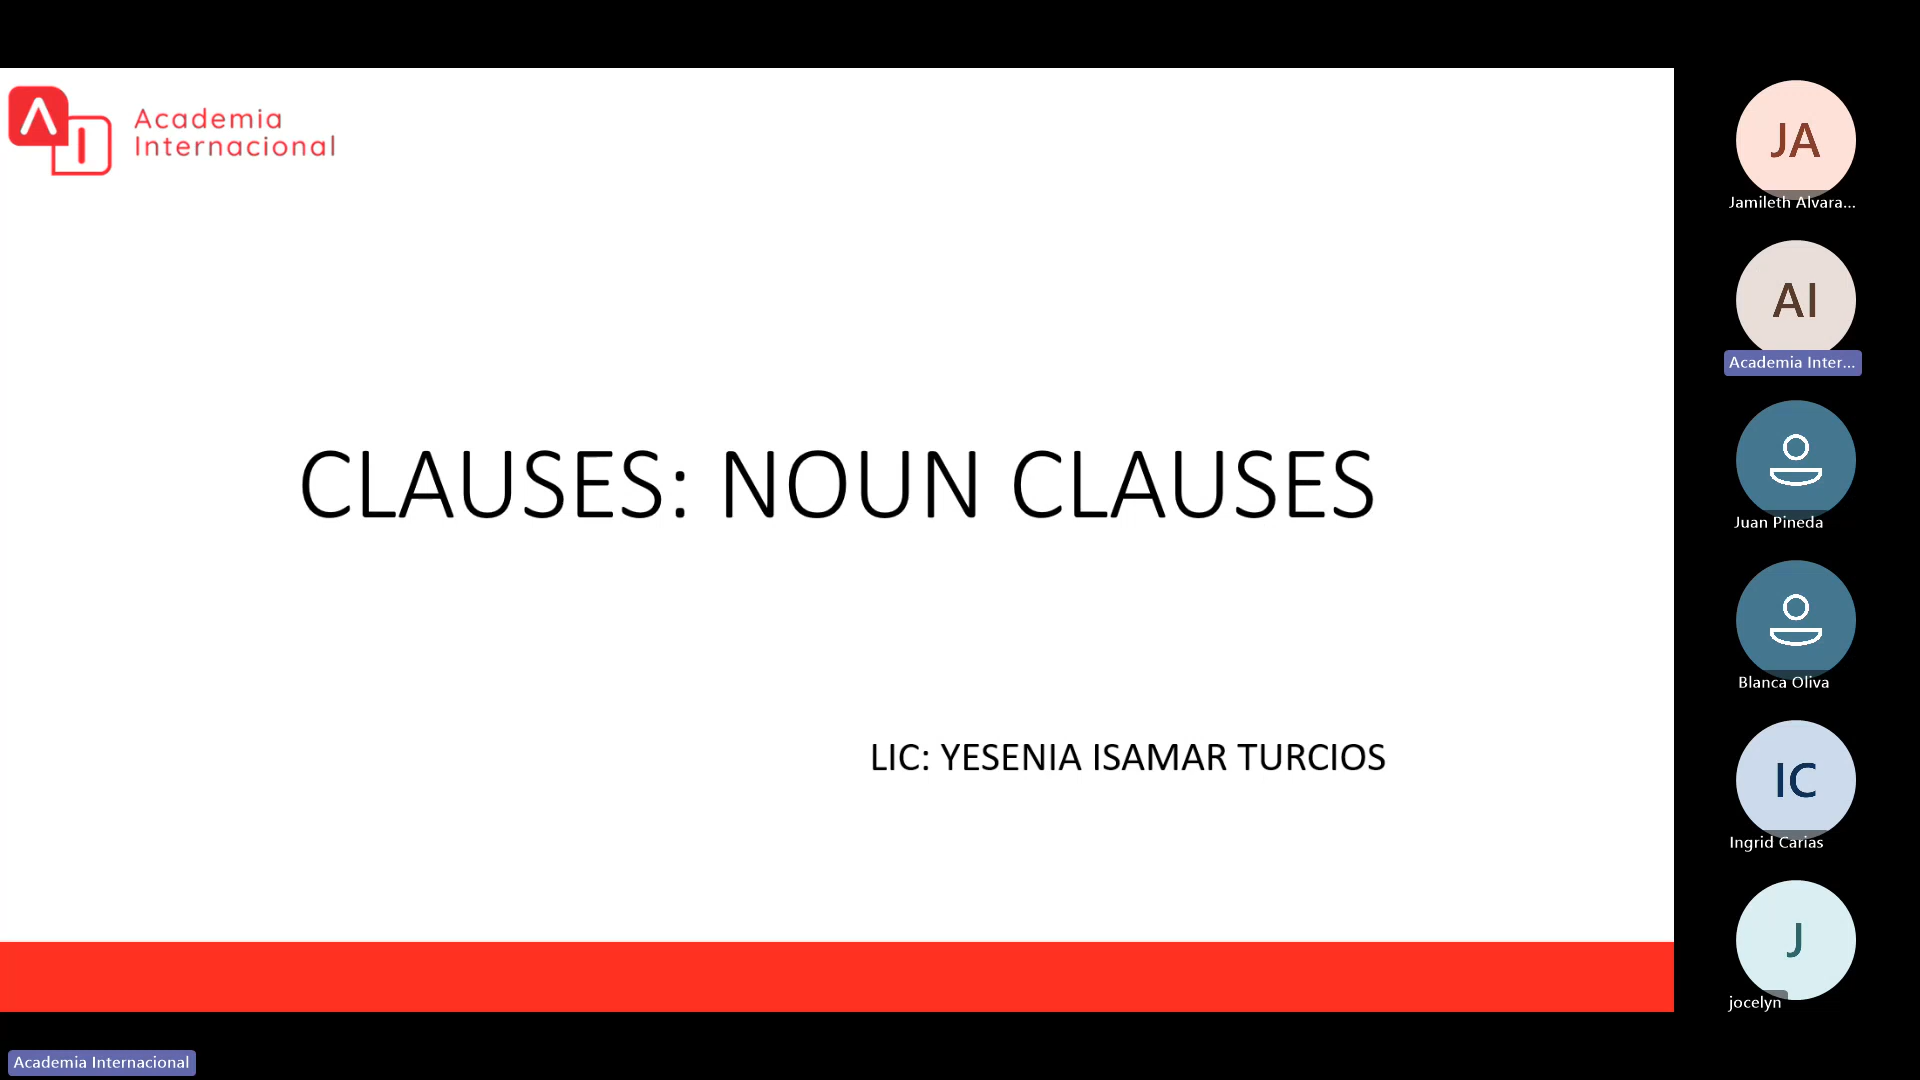 Academia
Internacional
CLAUSES: NOUN CLAUSES
LIC: YESENIA ISAMAR TURCIOS
JA
Jamileth Alvara...
AI
Academia Inter...
Juan Pineda
Blanca Oliva
IC
Ingrid Carias
J
jocelyn
Academia Internacional